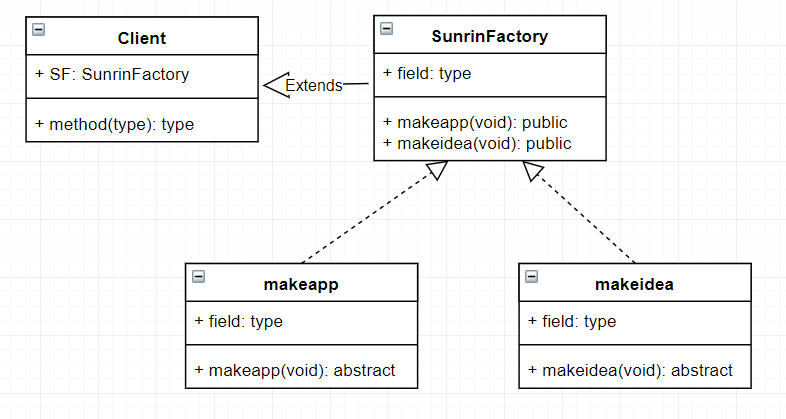 Client
+ SF: SunrinFactory
+ method(type): type
Extends
SunrinFactory
+ field: type
+ makeapp(void): public
+ makeidea(void): public
makeapp
+ field: type
+ makeapp(void): abstract
makeidea
+ field: type
+ makeidea(void): abstract